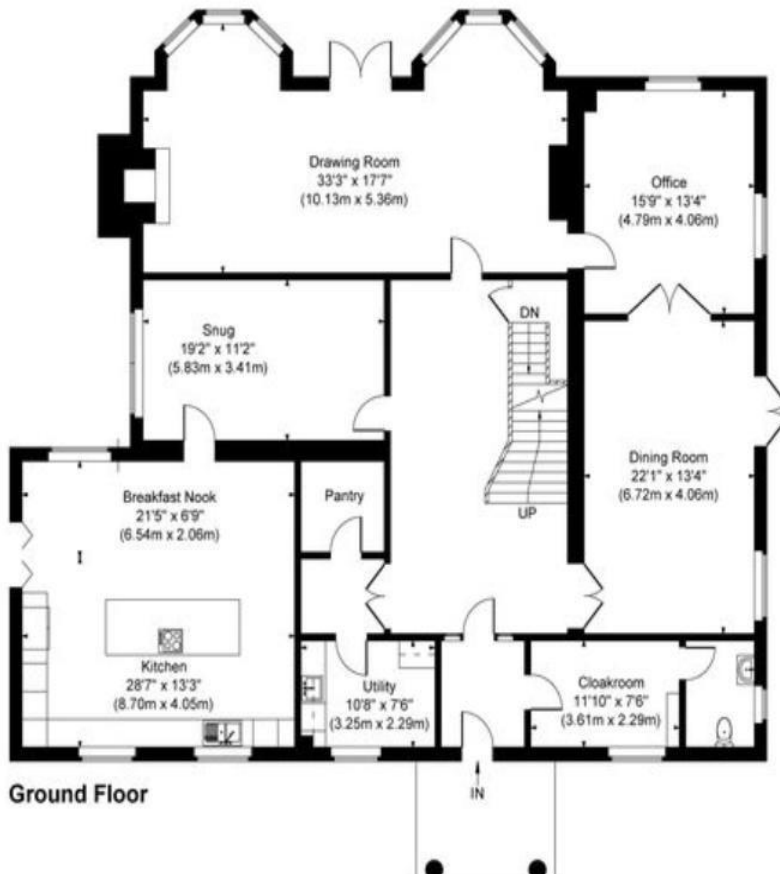 Drawing Room
33'3" x 17'7"
(10.13m x 5.36m)
Office
15'9" x 13'4"
(4.79m x 4.06m)
Snug
19'2" x 11'2"
(5.83m x 3.41m)
DN
Dining Room
22'1" x 13'4"
(6.72m x 4.06m)
Breakfast Nook
21'5" x 6'9"
(6.54m x 2.06m)
Pantry
UP
Kitchen
28'7" x 13'3"
(8.70m x 4.05m)
Utility
10'8" x 7'6"
(3.25m x 2.29m)
Cloakroom
11'10" x 7'6"
(3.61m x 2.29m)
Ground Floor
IN